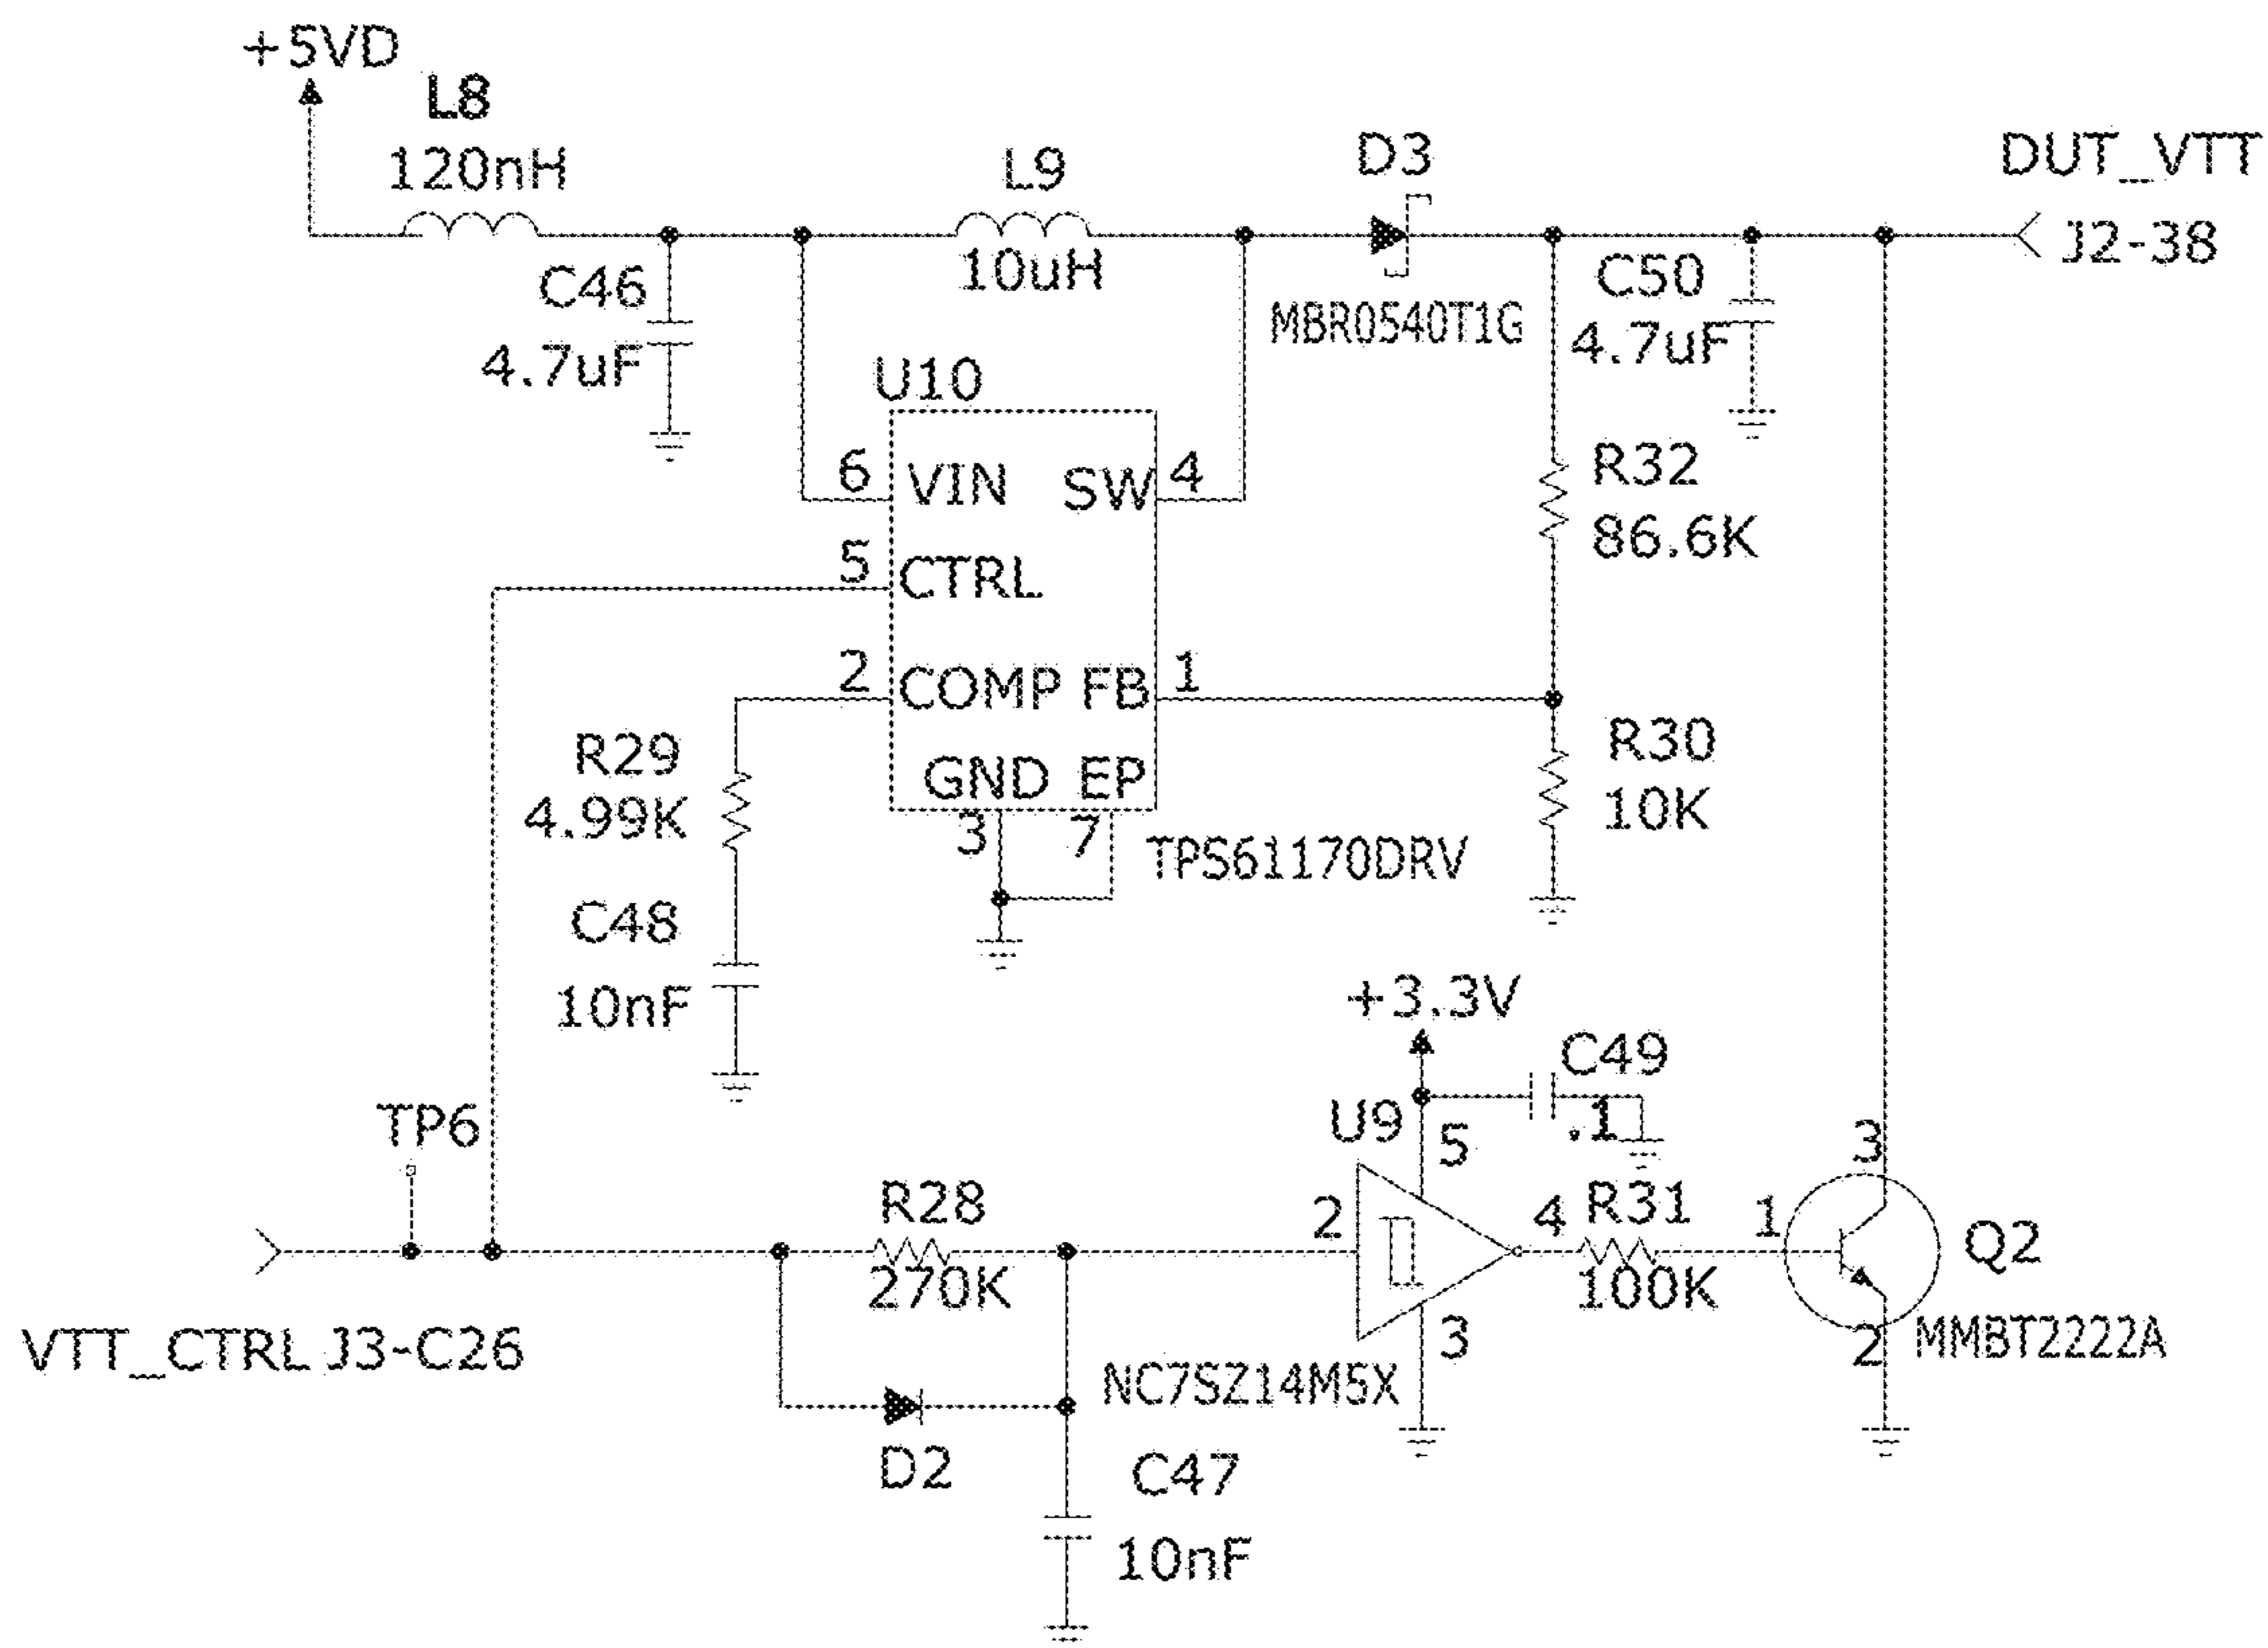 +5VD
L8
120nH
L9
10uH
D3
MBR0540T1G
DUT_VTT
J2-38
C46
4.7uF
C50
4.7uF
U10
6 VIN SW 4
5 CTRL
2 COMP FB 1
GND EP
3 7
TPS61170DRV
R32
86.6K
R30
10K
R29
4.99K
C48
10nF
+3.3V
C49
.1
U9
5
TP6
R28
270K
2
4
R31
100K
1
3
Q2
2
MMBT2222A
3
NC7SZ14M5X
VTT_CTRL J3-C26
D2
C47
10nF